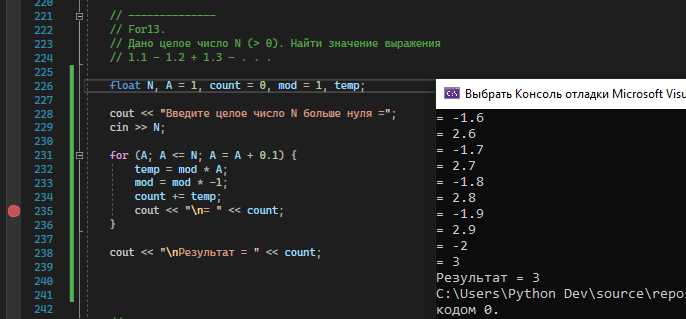 220
221 // --------------
222 // For13.
223 // Дано целое число N (> 0). Найти значение выражения
224 // 1.1 – 1.2 + 1.3 – . . .
225
226 float N, A = 1, count = 0, mod = 1, temp;
227
228 cout << "Введите целое число N больше нуля =";
229 cin >> N;
230
231 for (A; A <= N; A = A + 0.1) {
232 temp = mod * A;
233 mod = mod * -1;
234 count += temp;
235 cout << "\n= " << count;
236 }
237
238 cout << "\nРезультат = " << count;
239
240
241
242
Выбрать Консоль отладки Microsoft Visu
= -1.6
= 2.6
= -1.7
= 2.7
= -1.8
= 2.8
= -1.9
= 2.9
= -2
= 3
Результат = 3
C:\Users\Python Dev\source\repo
кодом 0.